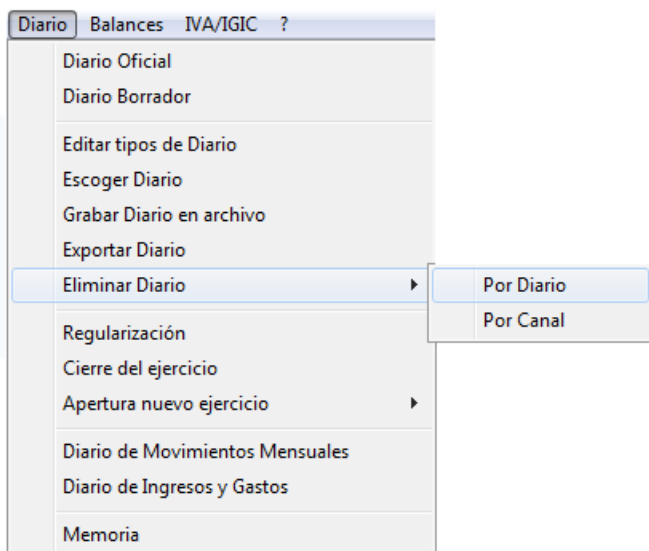 Diario Balances IVA/IGIC ?
Diario Oficial
Diario Borrador
Editar tipos de Diario
Escoger Diario
Grabar Diario en archivo
Exportar Diario
Eliminar Diario
Por Diario
Por Canal
Regularización
Cierre del ejercicio
Apertura nuevo ejercicio
Diario de Movimientos Mensuales
Diario de Ingresos y Gastos
Memoria